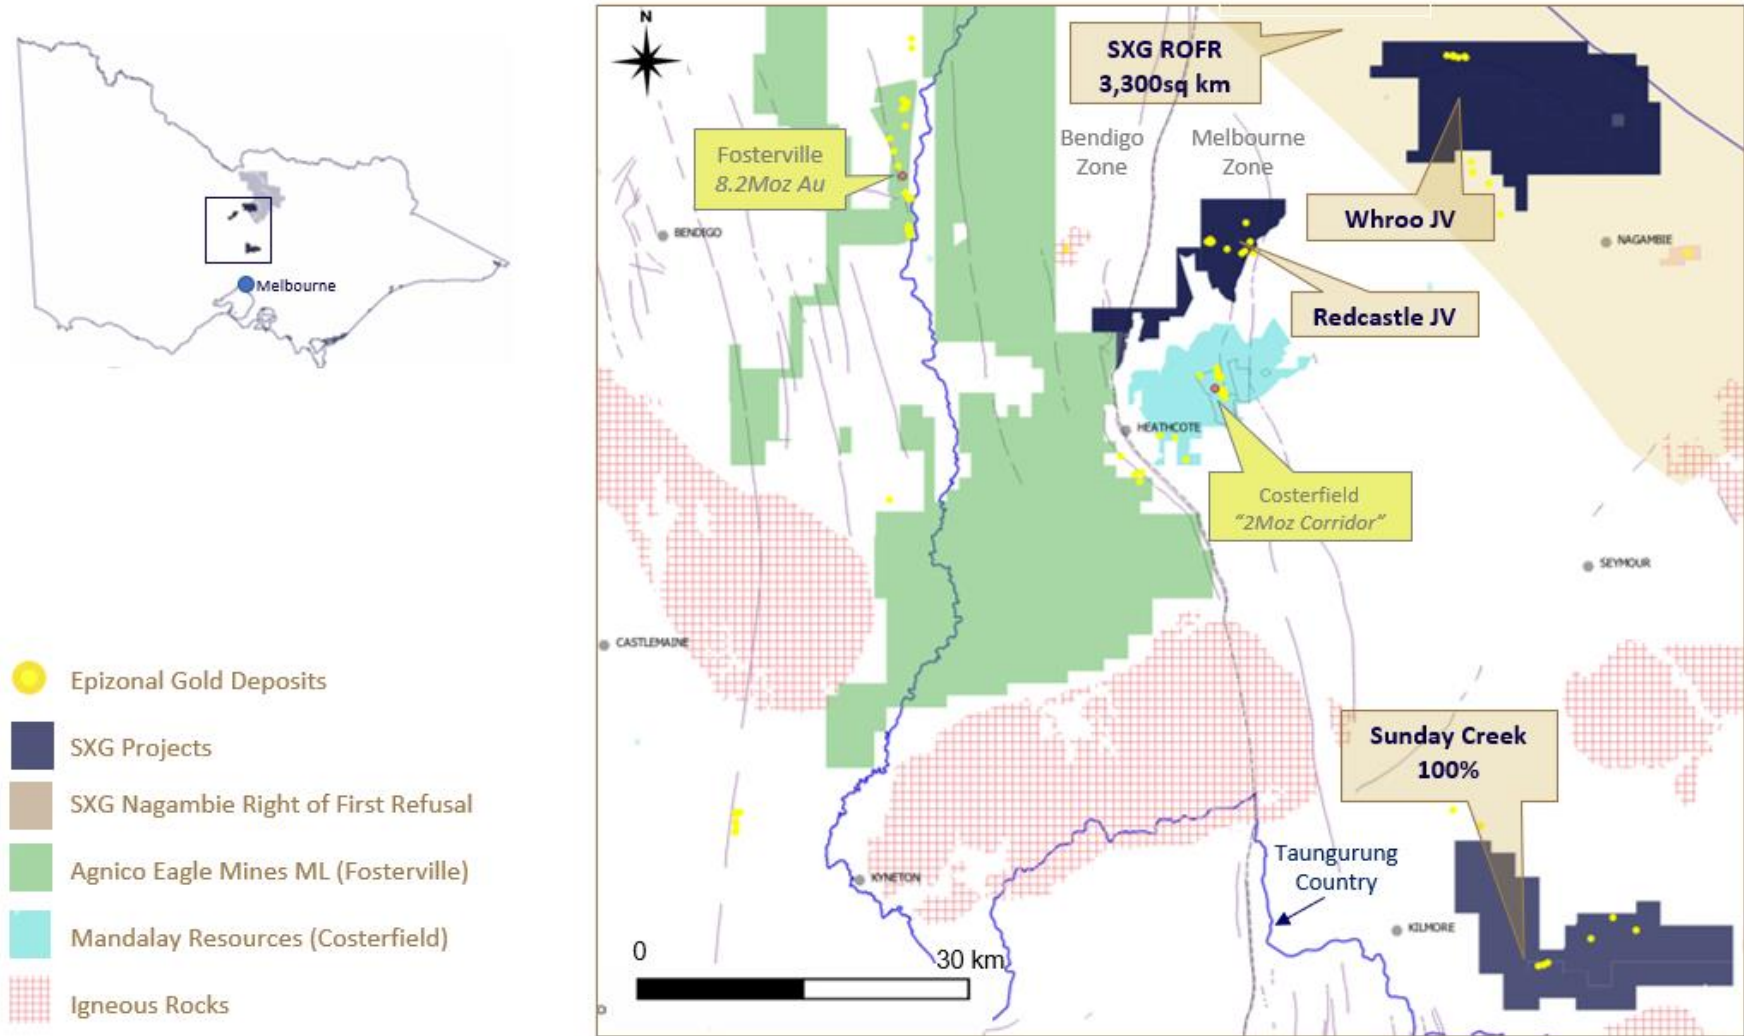 Melbourne
Epizonal Gold Deposits
SXG Projects
SXG Nagambie Right of First Refusal
Agnico Eagle Mines ML (Fosterville)
Mandalay Resources (Costerfield)
Igneous Rocks
N
SXG ROFR
3,300sq km
Bendigo
Zone
Melbourne
Zone
Fosterville
8.2Moz Au
Whroo JV
BENDIGO
NAGAMBIE
Redcastle JV
HEATHCOTE
Costerfield
“2Moz Corridor”
SEYMOUR
CASTLEMAINE
Sunday Creek
100%
Taungurung
Country
KYNETON
KILMORE
0
30 km